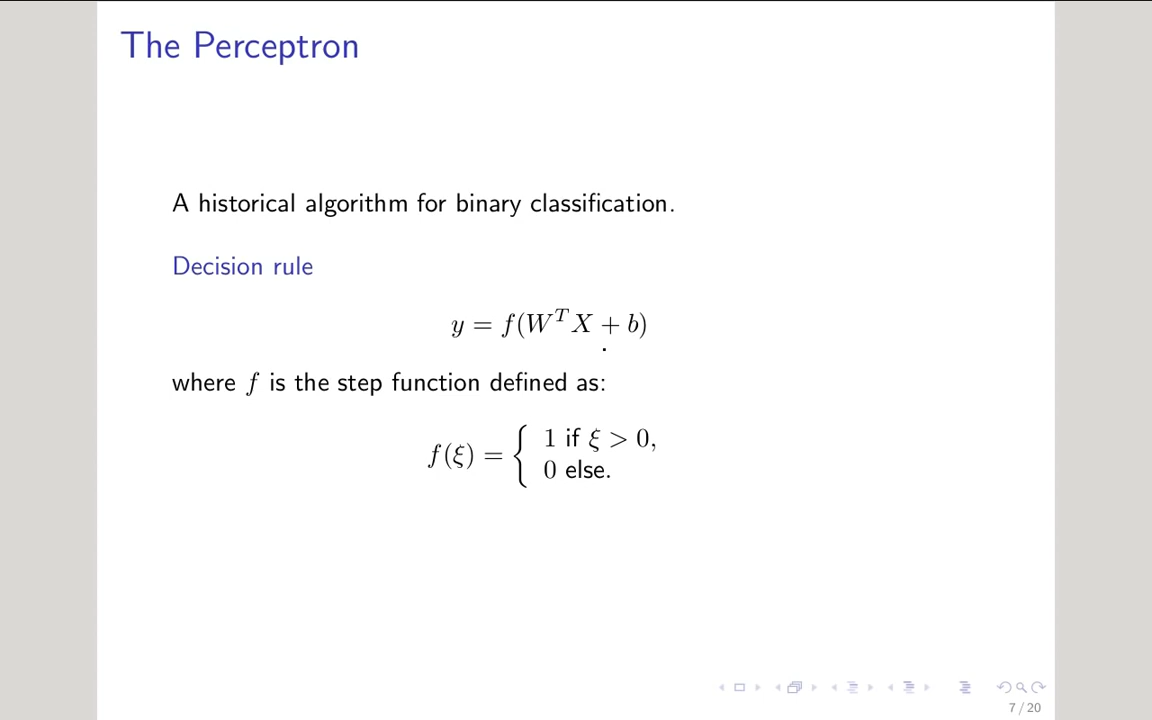 The Perceptron
A historical algorithm for binary classification.
Decision rule
y = f(W^T X + b)
where f is the step function defined as:
f(ξ) = { 1 if ξ > 0,
0 else.
7 / 20